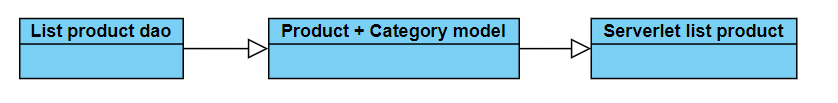 List product dao
Product + Category model
Serverlet list product